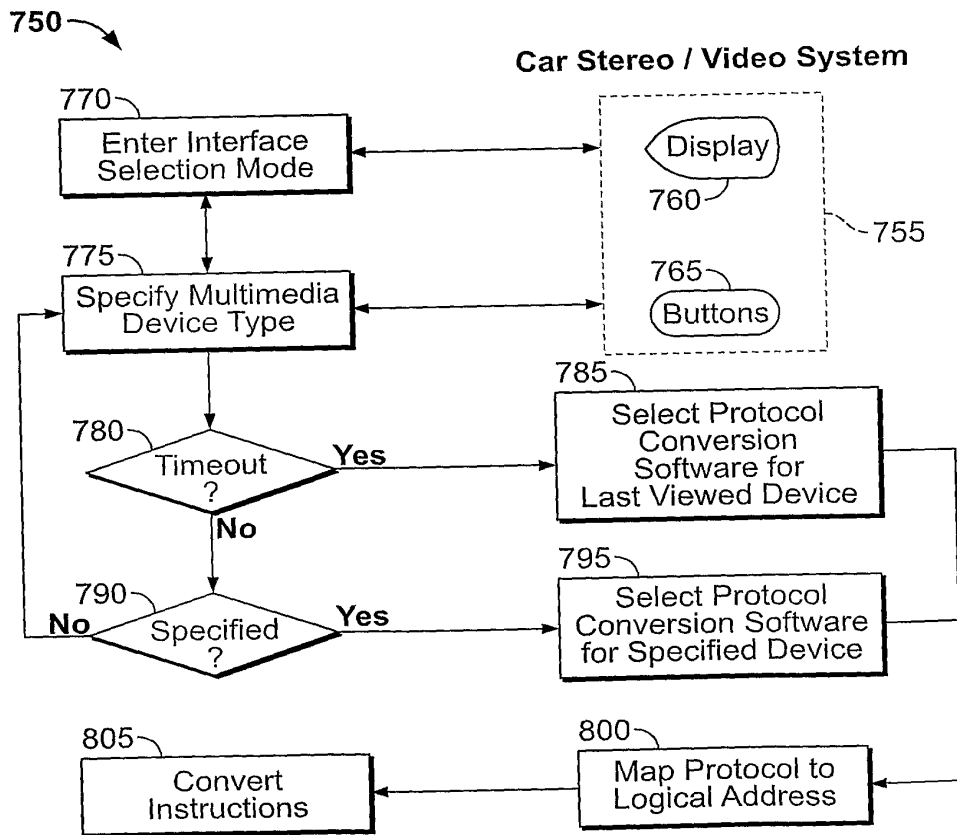 750
Car Stereo / Video System
770
Enter Interface
Selection Mode
Display
760
755
775
Specify Multimedia
Device Type
765
Buttons
780
Timeout
?
Yes
No
785
Select Protocol
Conversion
Software for
Last Viewed Device
790
Specified
?
No
Yes
795
Select Protocol
Conversion Software
for Specified Device
800
Map Protocol to
Logical Address
805
Convert
Instructions